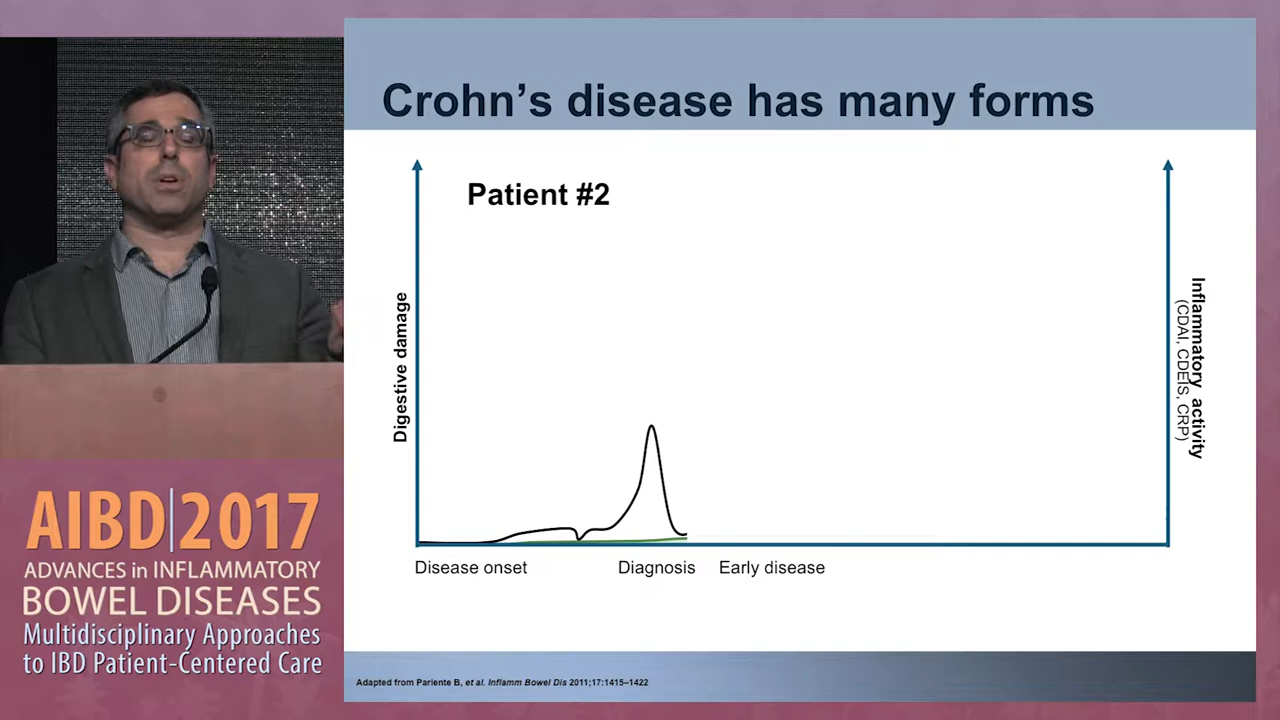 Crohn's disease has many forms
Patient #2
Digestive damage
Inflammatory activity
(CDAI, CDEIS, CRP)
Disease onset
Diagnosis
Early disease
Adapted from Pariente B, et al. Inflamm Bowel Dis 2011;17:1415–1422
AIBD|2017
ADVANCES in INFLAMMATORY
BOWEL DISEASES
Multidisciplinary Approaches
to IBD Patient-Centered Care